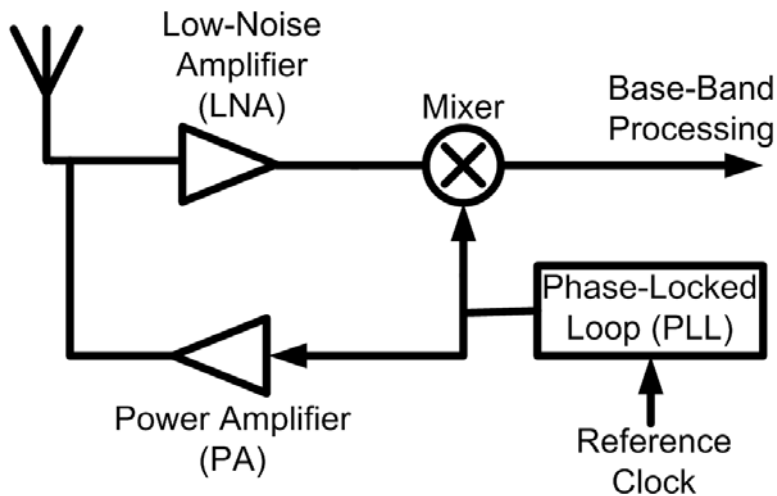 Low-Noise
Amplifier
(LNA)
Mixer
Base-Band
Processing
Phase-Locked
Loop (PLL)
Power Amplifier
(PA)
Reference
Clock